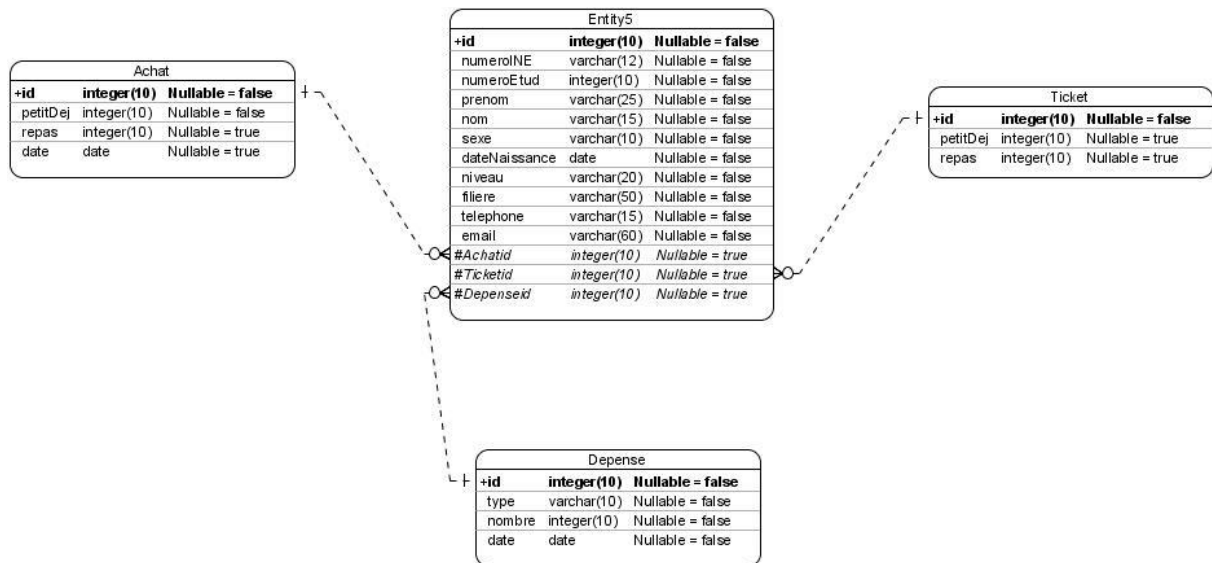 Entity5
+id integer(10) Nullable = false
numeroINE varchar(12) Nullable = false
numeroEtud integer(10) Nullable = false
prenom varchar(25) Nullable = false
nom varchar(15) Nullable = false
sexe varchar(10) Nullable = false
dateNaissance date Nullable = false
niveau varchar(20) Nullable = false
filiere varchar(50) Nullable = false
telephone varchar(15) Nullable = false
email varchar(60) Nullable = false
#Achatid integer(10) Nullable = true
#Ticketid integer(10) Nullable = true
#Depenseid integer(10) Nullable = true
Achat
+id integer(10) Nullable = false
petitDej integer(10) Nullable = false
repas integer(10) Nullable = true
date date Nullable = true
Ticket
+id integer(10) Nullable = false
petitDej integer(10) Nullable = true
repas integer(10) Nullable = true
Depense
+id integer(10) Nullable = false
type varchar(10) Nullable = false
nombre integer(10) Nullable = false
date date Nullable = false